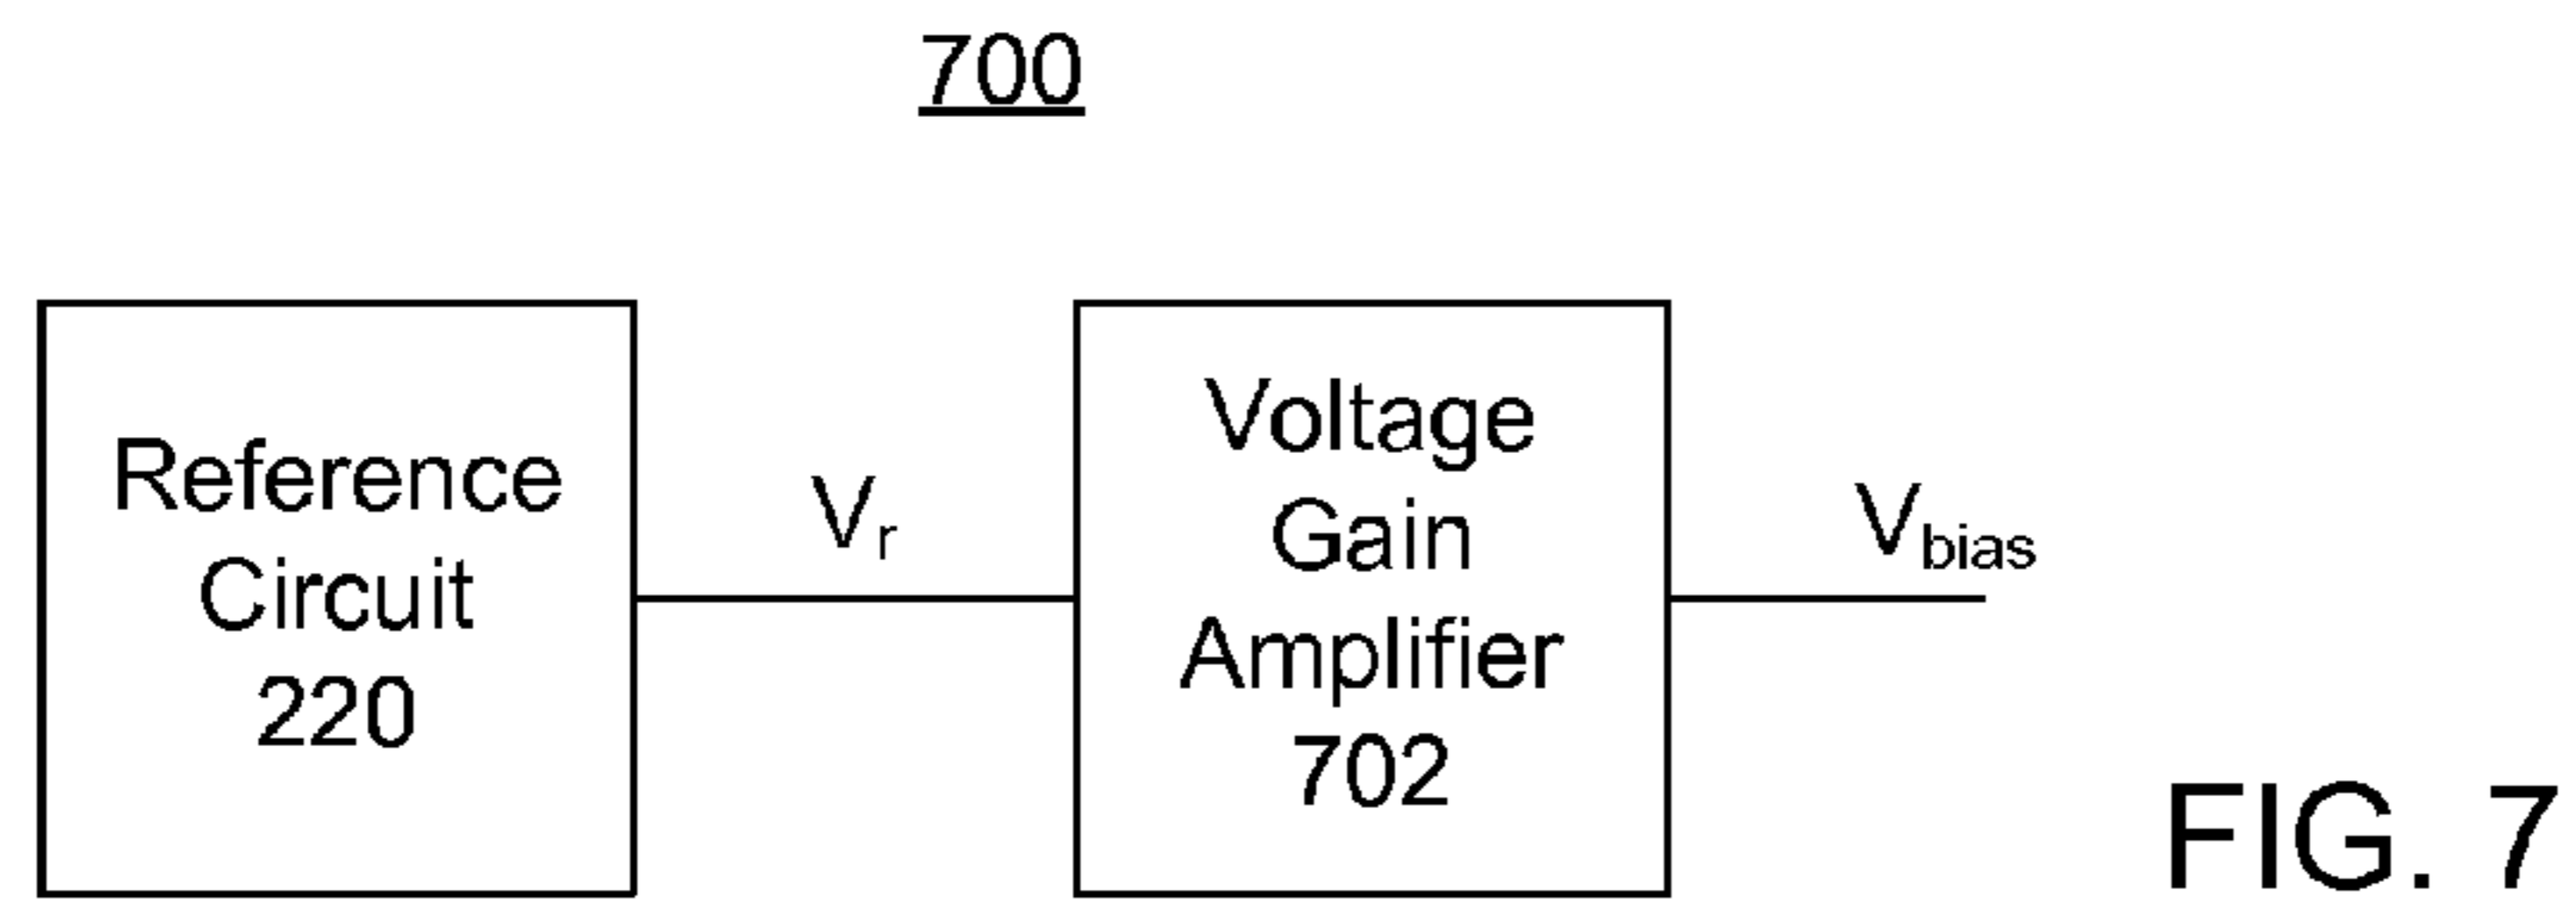 700
Reference
Circuit
220
Vr
Voltage
Gain
Amplifier
702
Vbias
FIG. 7